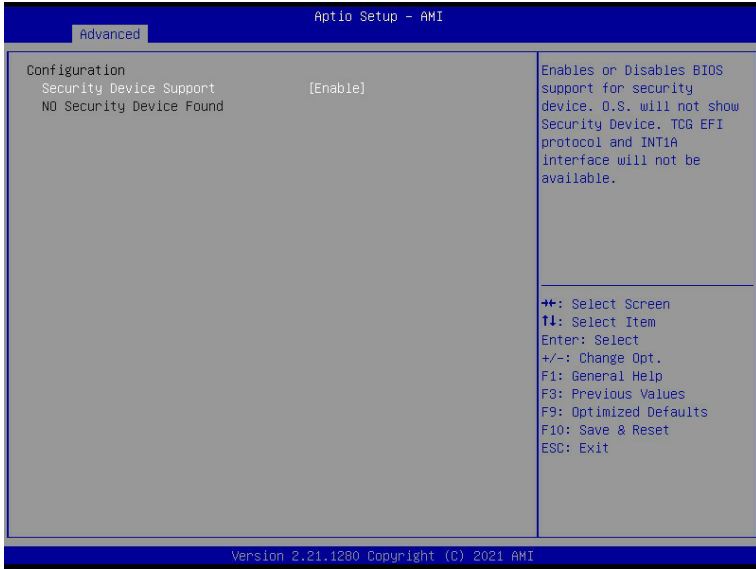 Aptio Setup – AMI
Advanced
Configuration
Security Device Support [Enable]
NO Security Device Found
Enables or Disables BIOS
support for security
device. O.S. will not show
Security Device. TCG EFI
protocol and INT1A
interface will not be
available.
→←: Select Screen
↑↓: Select Item
Enter: Select
+/-: Change Opt.
F1: General Help
F3: Previous Values
F9: Optimized Defaults
F10: Save & Reset
ESC: Exit
Version 2.21.1280 Copyright (C) 2021 AMI